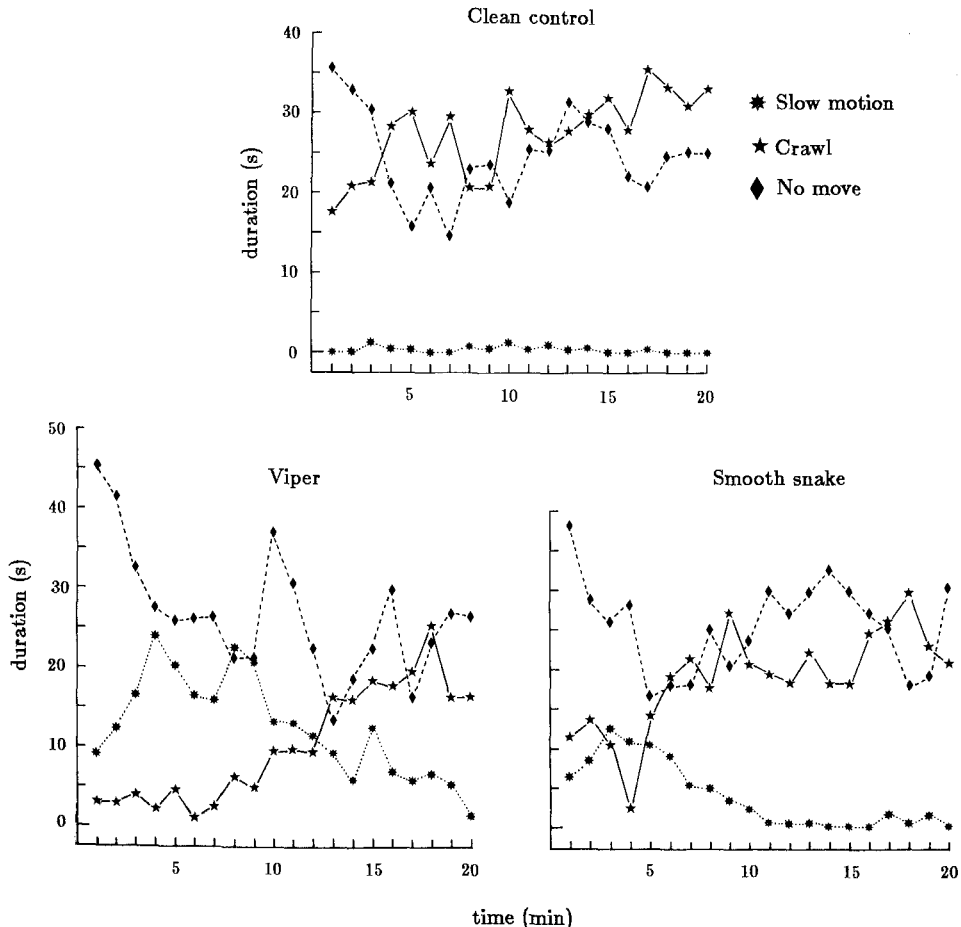 Clean control
40
30
20
10
0
duration (s)
5
10
15
20
Slow motion
Crawl
No move
Viper
50
40
30
20
10
0
duration (s)
5
10
15
20
Smooth snake
5
10
15
20
time (min)